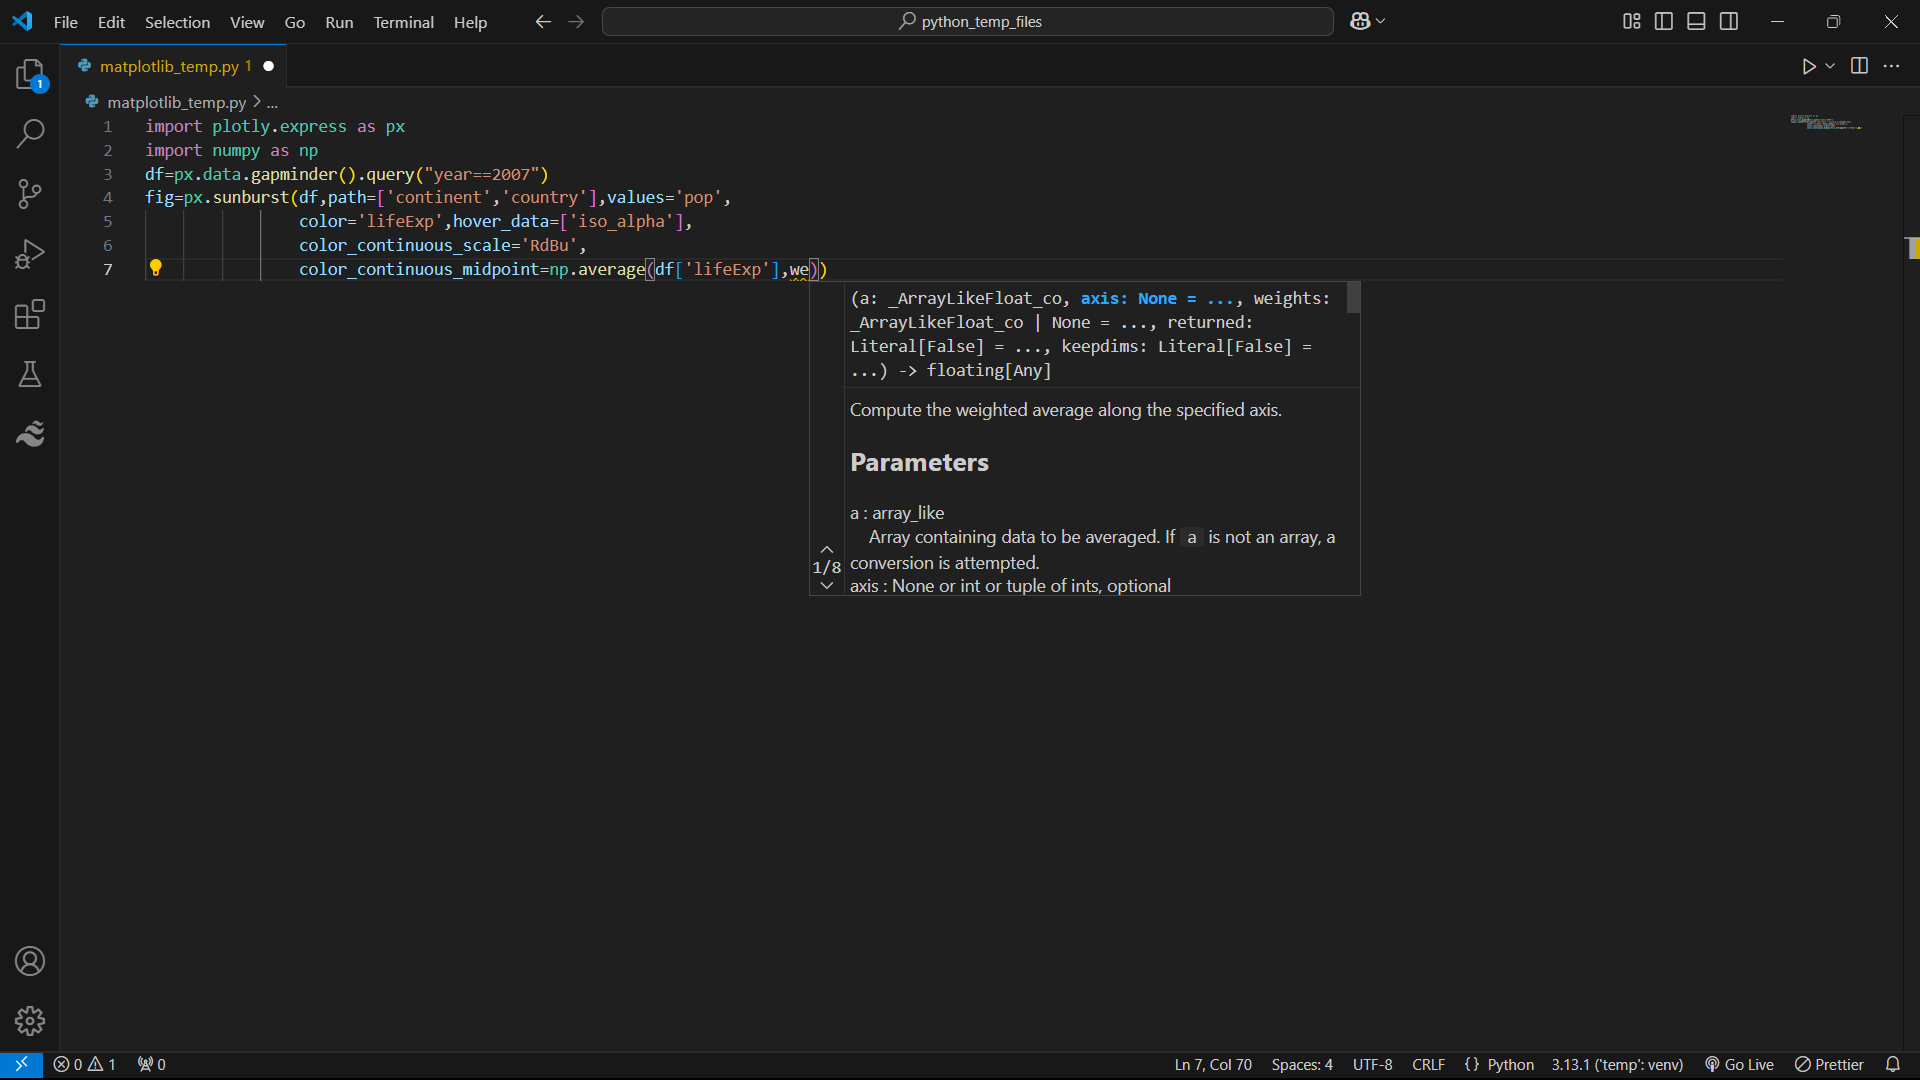 File Edit Selection View Go Run Terminal Help
python_temp_files
1
matplotlib_temp.py 1
matplotlib_temp.py > ...
1 import plotly.express as px
2 import numpy as np
3 df=px.data.gapminder().query("year==2007")
4 fig=px.sunburst(df,path=['continent','country'],values='pop',
5 color='lifeExp',hover_data=['iso_alpha'],
6 color_continuous_scale='RdBu',
7 color_continuous_midpoint=np.average(df['lifeExp'],we))
(a: _ArrayLikeFloat_co, axis: None = ..., weights:
_ArrayLikeFloat_co | None = ..., returned:
Literal[False] = ..., keepdims: Literal[False] =
...) -> floating[Any]
Compute the weighted average along the specified axis.
Parameters
a : array_like
Array containing data to be averaged. If a is not an array, a
conversion is attempted.
1/8
axis : None or int or tuple of ints, optional
0 1 0 Ln 7, Col 70 Spaces: 4 UTF-8 CRLF {} Python 3.13.1 ('temp': venv) Go Live Prettier